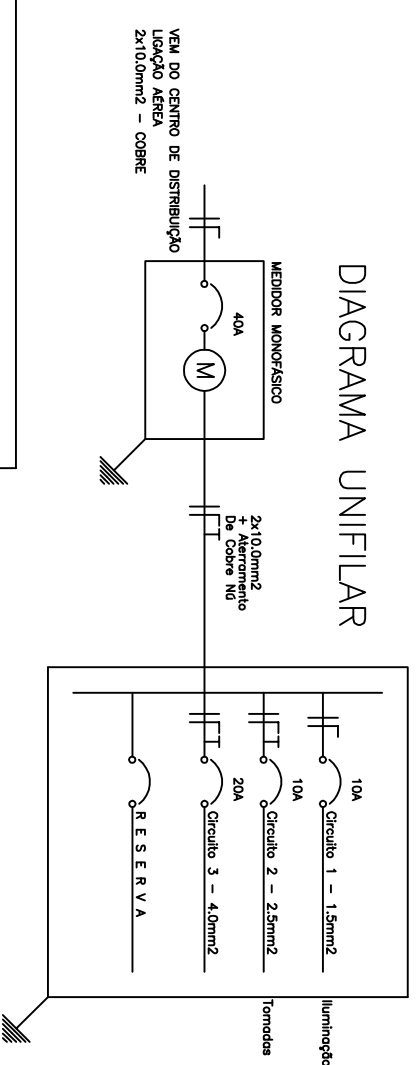 DIAGRAMA UNIFILAR
VEM DO CENTRO DE DISTRIBUIÇÃO
LIGAÇÃO AÉREA
2x10.0mm2 - COBRE
MEDIDOR MONOFÁSICO
40A
M
2x10.0mm2
+ Aterramento
De Cobre NÚ
10A
Circuito 1 - 1.5mm2
Iluminação
10A
Circuito 2 - 2.5mm2
Tomadas
20A
Circuito 3 - 4.0mm2
R E S E R V A